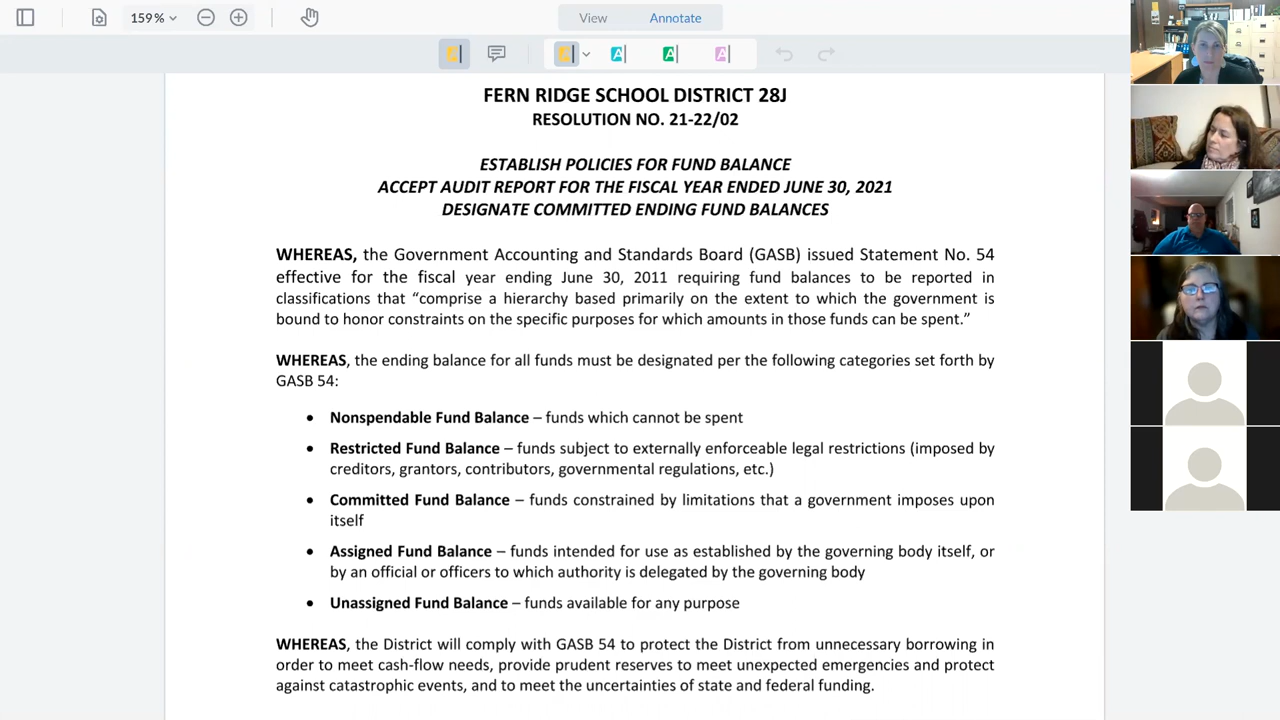 159%
View
Annotate
FERN RIDGE SCHOOL DISTRICT 28J
RESOLUTION NO. 21-22/02
ESTABLISH POLICIES FOR FUND BALANCE
ACCEPT AUDIT REPORT FOR THE FISCAL YEAR ENDED JUNE 30, 2021
DESIGNATE COMMITTED ENDING FUND BALANCES
WHEREAS, the Government Accounting and Standards Board (GASB) issued Statement No. 54
effective for the fiscal year ending June 30, 2011 requiring fund balances to be reported in
classifications that “comprise a hierarchy based primarily on the extent to which the government is
bound to honor constraints on the specific purposes for which amounts in those funds can be spent.”
WHEREAS, the ending balance for all funds must be designated per the following categories set forth by
GASB 54:
• Nonspendable Fund Balance – funds which cannot be spent
• Restricted Fund Balance – funds subject to externally enforceable legal restrictions (imposed by
creditors, grantors, contributors, governmental regulations, etc.)
• Committed Fund Balance – funds constrained by limitations that a government imposes upon
itself
• Assigned Fund Balance – funds intended for use as established by the governing body itself, or
by an official or officers to which authority is delegated by the governing body
• Unassigned Fund Balance – funds available for any purpose
WHEREAS, the District will comply with GASB 54 to protect the District from unnecessary borrowing in
order to meet cash-flow needs, provide prudent reserves to meet unexpected emergencies and protect
against catastrophic events, and to meet the uncertainties of state and federal funding.